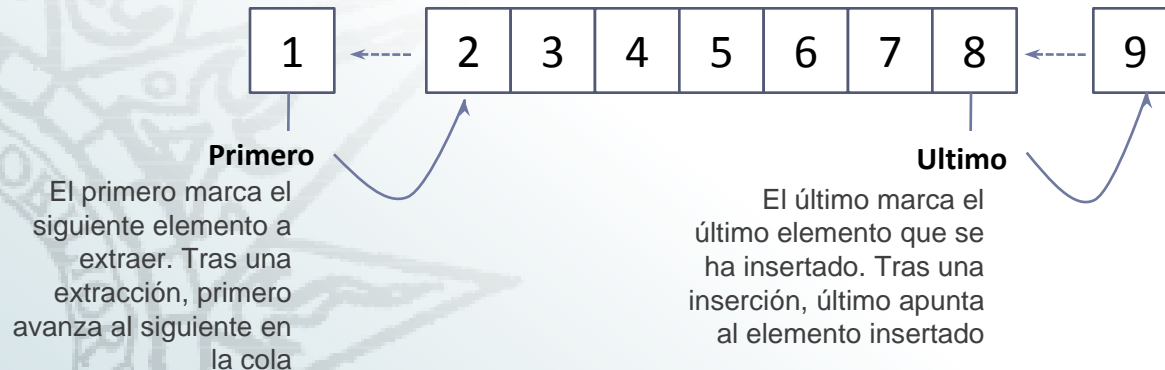 1 2 3 4 5 6 7 8 9
Primero
El primero marca el
siguiente elemento a
extraer. Tras una
extracción, primero
avanza al siguiente en
la cola
Ultimo
El último marca el
último elemento que se
ha insertado. Tras una
inserción, último apunta
al elemento insertado